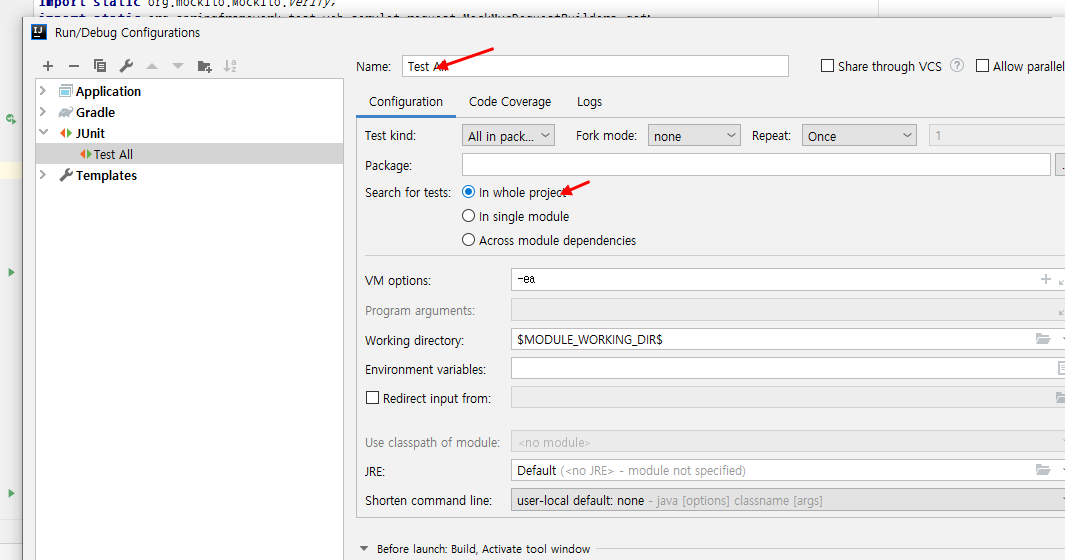 import static org.mockito.Mockito.verify;
import static org.springframework.test.web.servlet.request.MockMvcRequestBuilders.get;
Run/Debug Configurations
Name: Test All
Share through VCS
Allow parallel
Application
Gradle
JUnit
Test All
Templates
Configuration Code Coverage Logs
Test kind: All in pack... Fork mode: none Repeat: Once 1
Package:
Search for tests: In whole project
In single module
Across module dependencies
VM options: -ea
Program arguments:
Working directory: $MODULE_WORKING_DIR$
Environment variables:
Redirect input from:
Use classpath of module: <no module>
JRE: Default (<no JRE> - module not specified)
Shorten command line: user-local default: none - java [options] classname [args]
Before launch: Build, Activate tool window